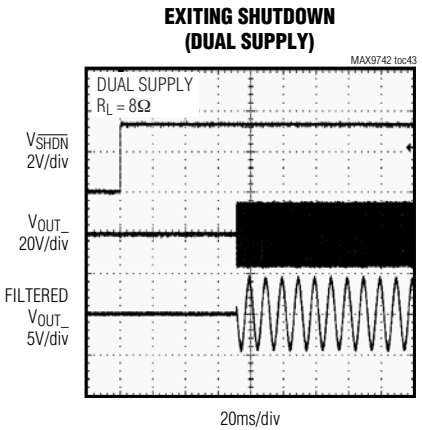 EXITING SHUTDOWN
(DUAL SUPPLY)
MAX9742 toc43
DUAL SUPPLY
RL = 8Ω
VSHDN
2V/div
VOUT_
20V/div
FILTERED
VOUT_
5V/div
20ms/div